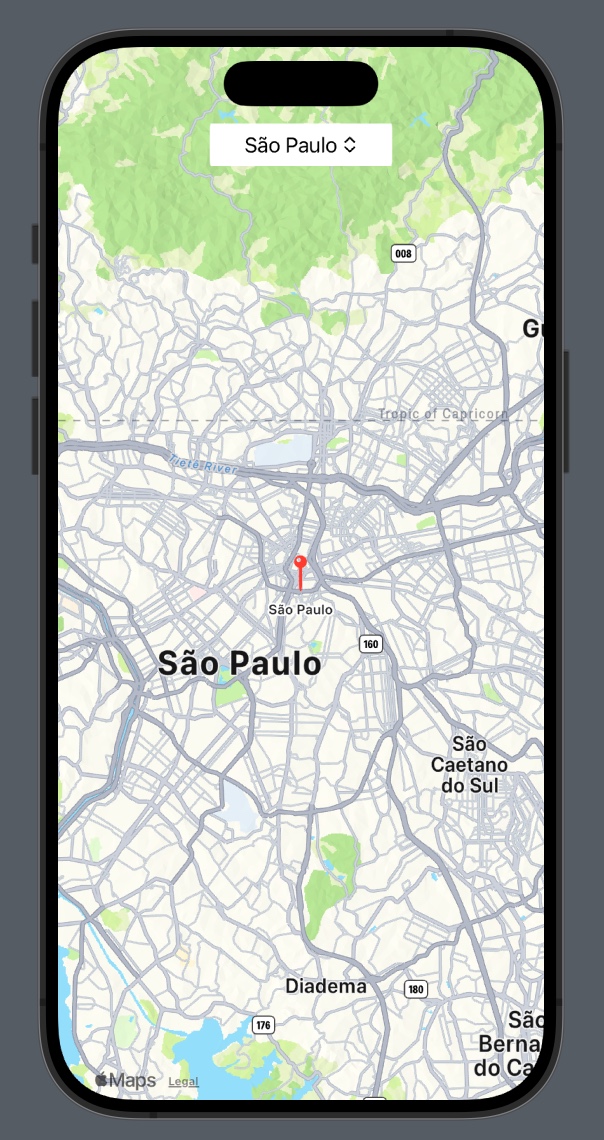 São Paulo
008
Gu
Tropic of Capricorn
Tietê River
São Paulo
160
São Paulo
São
Caetano
do Sul
Diadema
180
São
176
Berna
do Ca
Maps
Legal